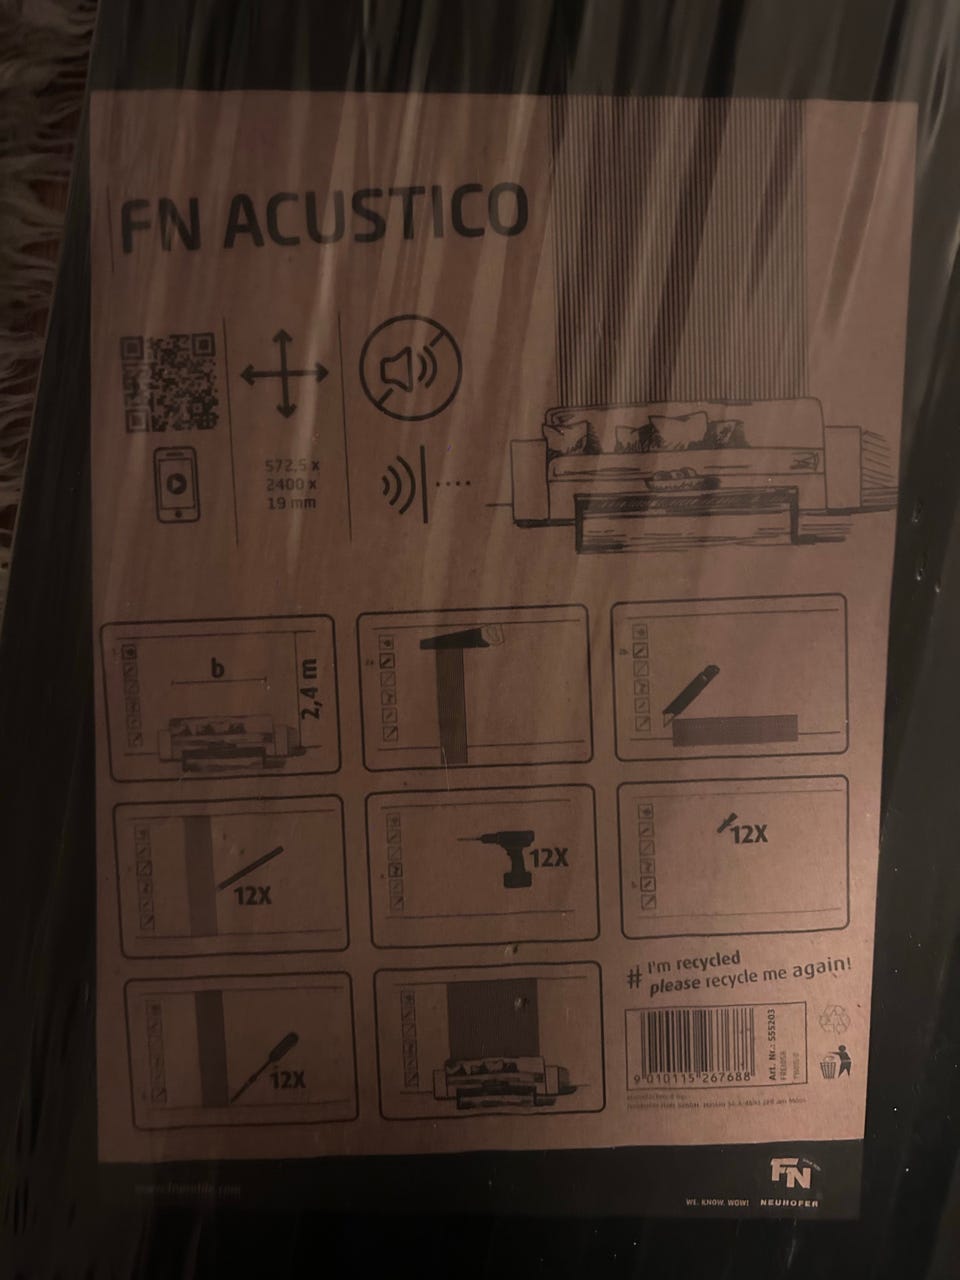 FN ACUSTICO
572,5 x
2400 x
19 mm
b
2,4 m
12X
12X
12X
12X
# I'm recycled
please recycle me again!
9 010115 267688
Art. Nr.: 555203
WE. KNOW. WOW!
FN
NEUHOFER